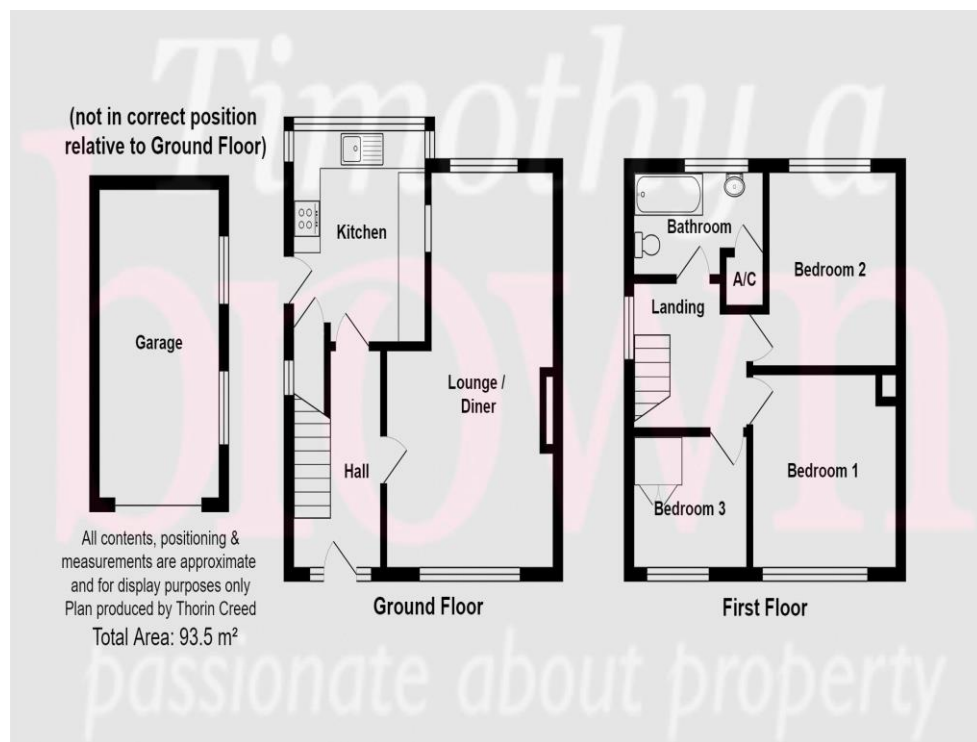 Timothy a
brown
passionate about property
(not in correct position
relative to Ground Floor)
Garage
All contents, positioning &
measurements are approximate
and for display purposes only
Plan produced by Thorin Creed
Total Area: 93.5 m²
Kitchen
Lounge /
Diner
Hall
Ground Floor
Bathroom
A/C
Bedroom 2
Landing
Bedroom 1
Bedroom 3
First Floor